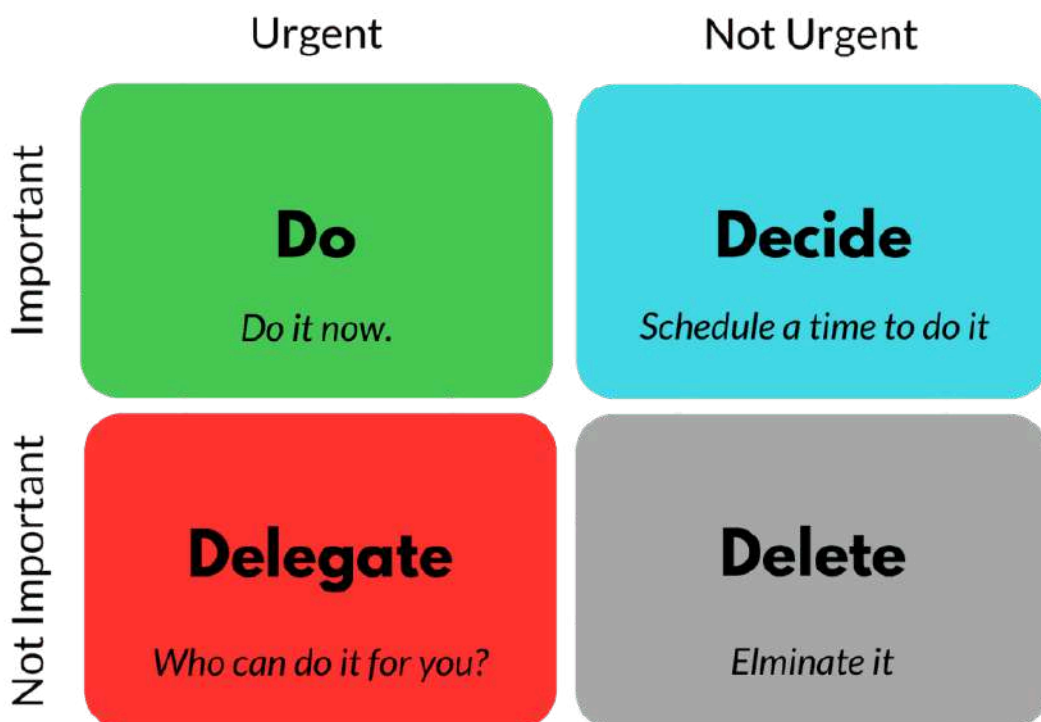 Urgent
Not Urgent
Important
Do
Do it now.
Decide
Schedule a time to do it
Not Important
Delegate
Who can do it for you?
Delete
Elminate it